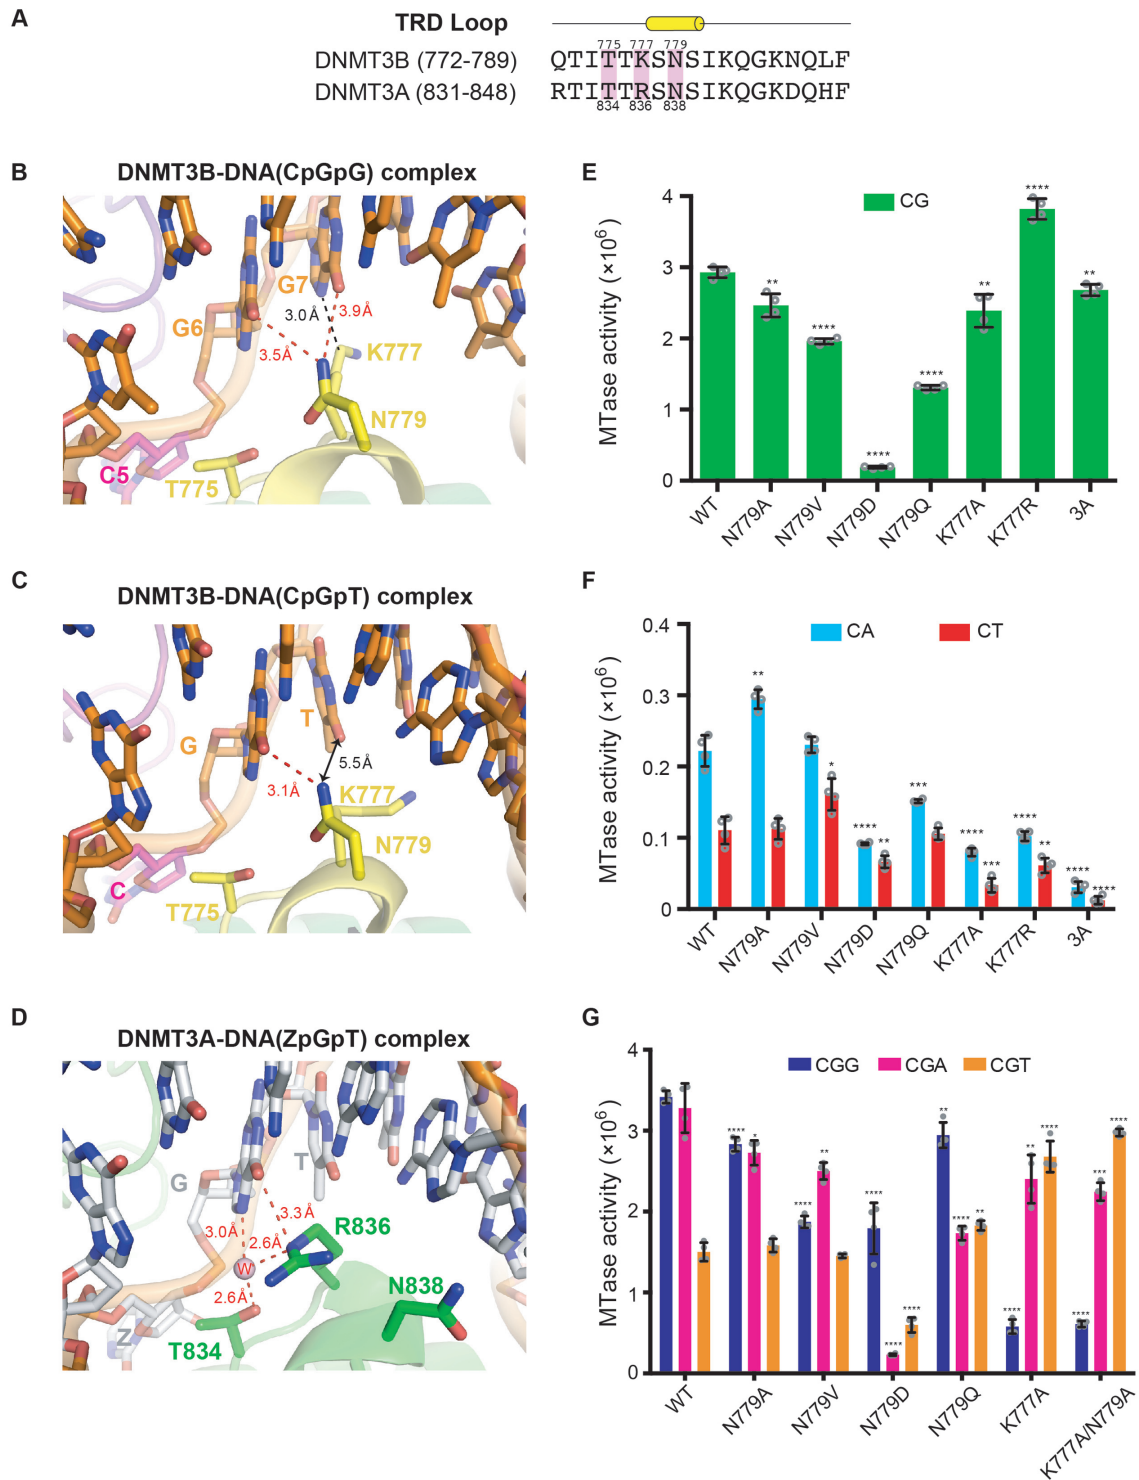 A
TRD Loop
775 777 779
DNMT3B (772-789) QTITTKSNSIKQGKNQLF
DNMT3A (831-848) RTITTRSNSIKQGKDQHF
834 836 838
B
DNMT3B-DNA(CpGpG) complex
G7
3.0Å
3.9Å
G6
3.5Å
K777
N779
C5
T775
E
CG
MTase activity (×10⁶)
4
3
2
1
0
****
**
****
****
****
**
**
WT
N779A
N779V
N779D
N779Q
K777A
K777R
3A
C
DNMT3B-DNA(CpGpT) complex
T
G
5.5Å
3.1Å
K777
N779
C
T775
F
CA
CT
MTase activity (×10⁶)
0.4
0.3
0.2
0.1
0
**
*
****
**
***
****
***
****
**
****
****
WT
N779A
N779V
N779D
N779Q
K777A
K777R
3A
D
DNMT3A-DNA(ZpGpT) complex
T
G
3.3Å
3.0Å
2.6Å
R836
W
2.6Å
N838
Z
T834
G
CGG
CGA
CGT
MTase activity (×10⁶)
4
3
2
1
0
****
*
****
**
****
****
****
**
****
**
****
**
****
****
***
****
WT
N779A
N779V
N779D
N779Q
K777A
K777A/N779A